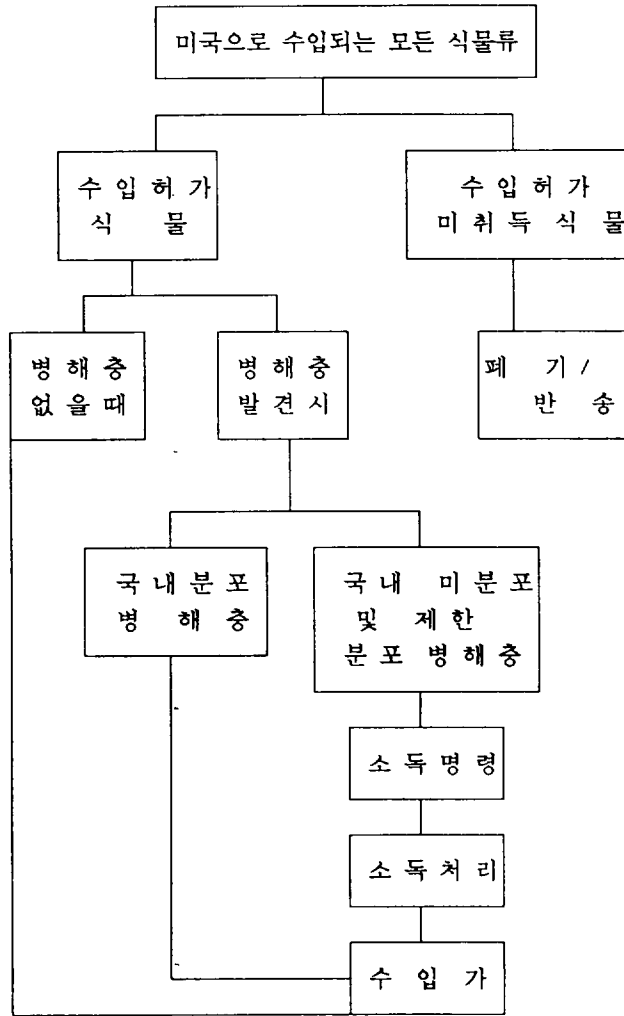 미국으로 수입되는 모든 식물류
수 입 허 가
식 물
수 입 허 가
미 취 득 식 물
병 해 충
없 을 때
병 해 충
발 견 시
폐 기 /
반 송
국 내 분 포
병 해 충
국 내 미 분 포
및 제 한
분 포 병 해 충
소 독 명 령
소 독 처 리
수 입 가